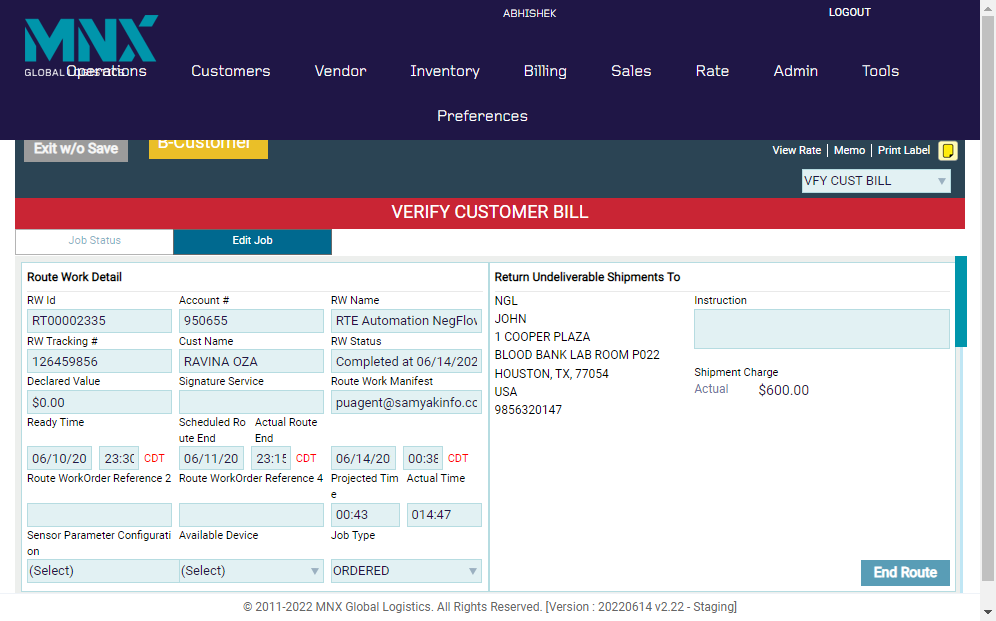 ABHISHEK
LOGOUT
MNX
GLOBAL LOGISTICS
Operations Customers Vendor Inventory Billing Sales Rate Admin Tools
Preferences
Exit w/o Save B-Customer
View Rate | Memo | Print Label
VFY CUST BILL
VERIFY CUSTOMER BILL
Job Status Edit Job
Route Work Detail
RW Id Account # RW Name
RT00002335 950655 RTE Automation NegFlov
RW Tracking # Cust Name RW Status
126459856 RAVINA OZA Completed at 06/14/202
Declared Value Signature Service Route Work Manifest
$0.00 puagent@samyakinfo.cc
Ready Time Scheduled Ro Actual Route
ute End End
06/10/20 23:30 CDT 06/11/20 23:15 CDT 06/14/20 00:38 CDT
Route WorkOrder Reference 2 Route WorkOrder Reference 4 Projected Tim Actual Time
e
00:43 014:47
Sensor Parameter Configurati Available Device Job Type
on
(Select) (Select) ORDERED
Return Undeliverable Shipments To
NGL
JOHN
1 COOPER PLAZA
BLOOD BANK LAB ROOM P022
HOUSTON, TX, 77054
USA
9856320147
Instruction
Shipment Charge
Actual $600.00
End Route
© 2011-2022 MNX Global Logistics. All Rights Reserved. [Version : 20220614 v2.22 - Staging]